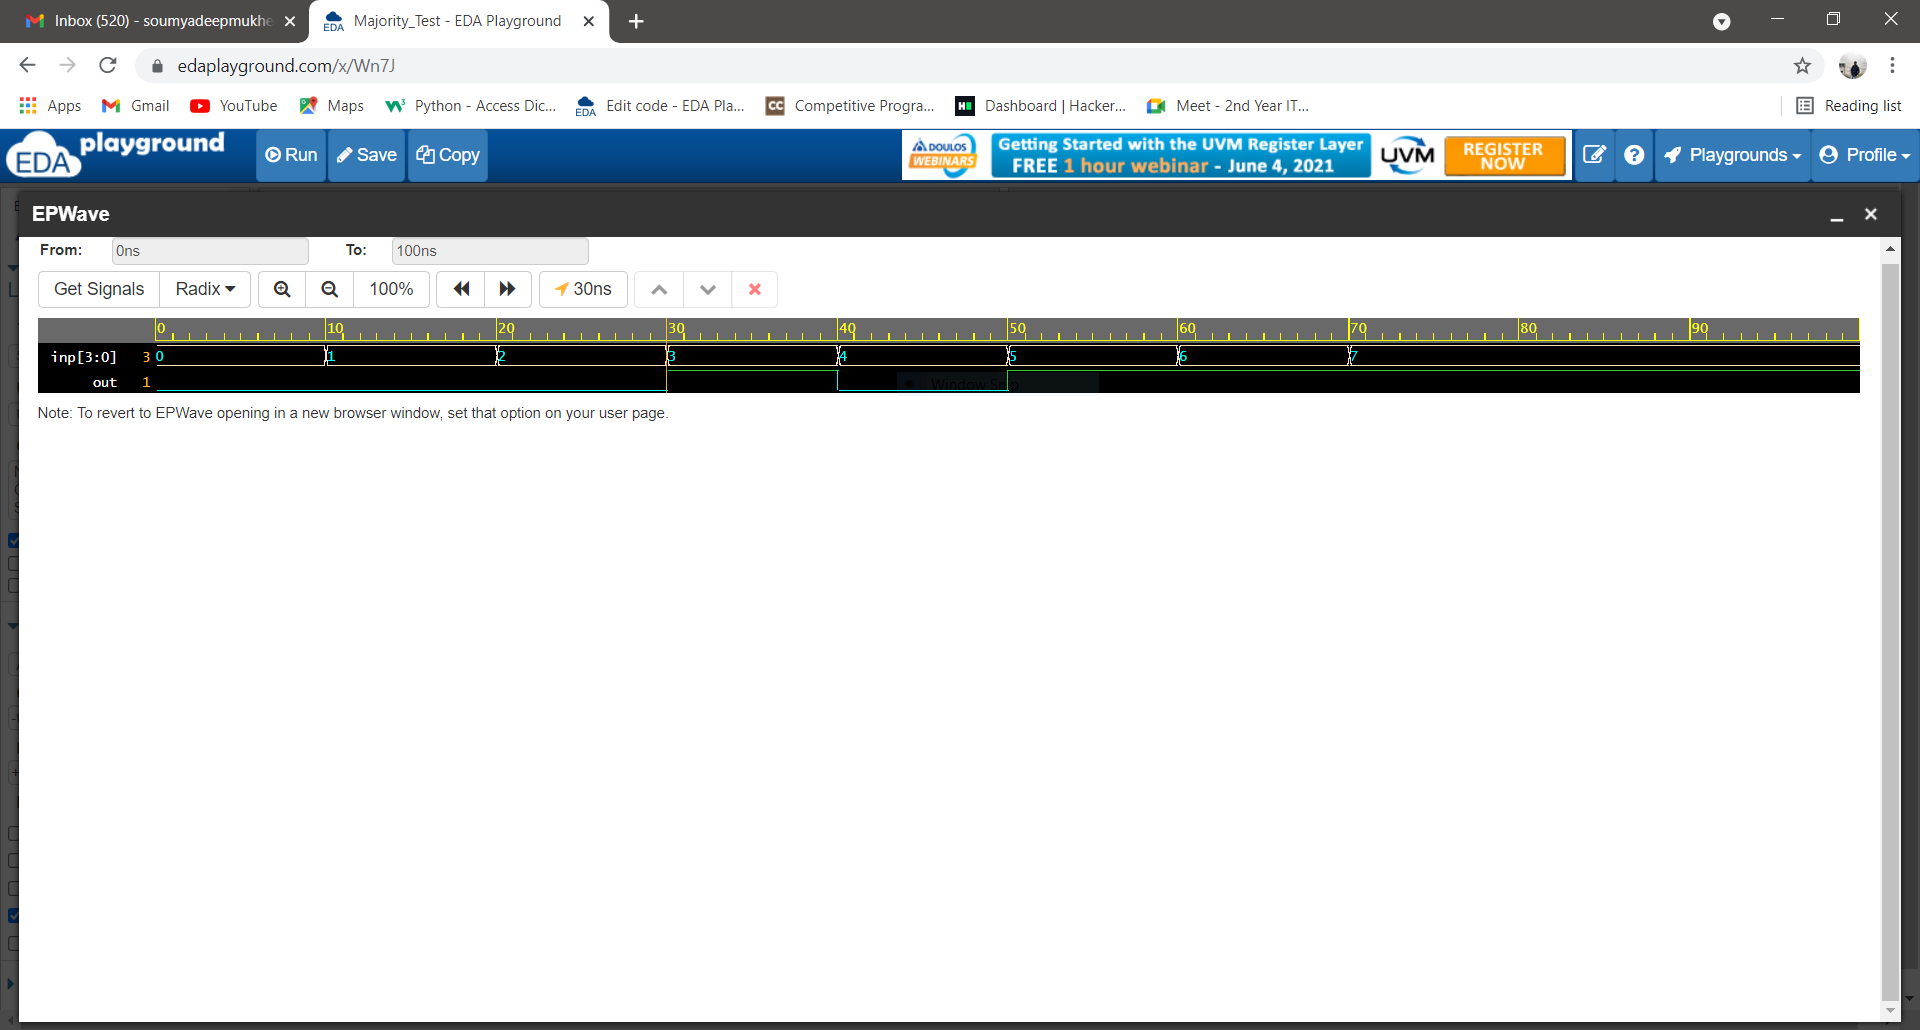 Inbox (520) - soumyadeepmukhe
Majority_Test - EDA Playground
edaplayground.com/x/Wn7J
Apps Gmail YouTube Maps Python - Access Dic... Edit code - EDA Pla... Competitive Progra... Dashboard | Hacker... Meet - 2nd Year IT... Reading list
EDA playground Run Save Copy
DOULOS WEBINARS
Getting Started with the UVM Register Layer
FREE 1 hour webinar - June 4, 2021
UVM
REGISTER NOW
Playgrounds Profile
EPWave
From: 0ns To: 100ns
Get Signals Radix 100% 30ns
0 10 20 30 40 50 60 70 80 90
inp[3:0] 3 0 1 2 3 4 5 6 7
out 1
Note: To revert to EPWave opening in a new browser window, set that option on your user page.